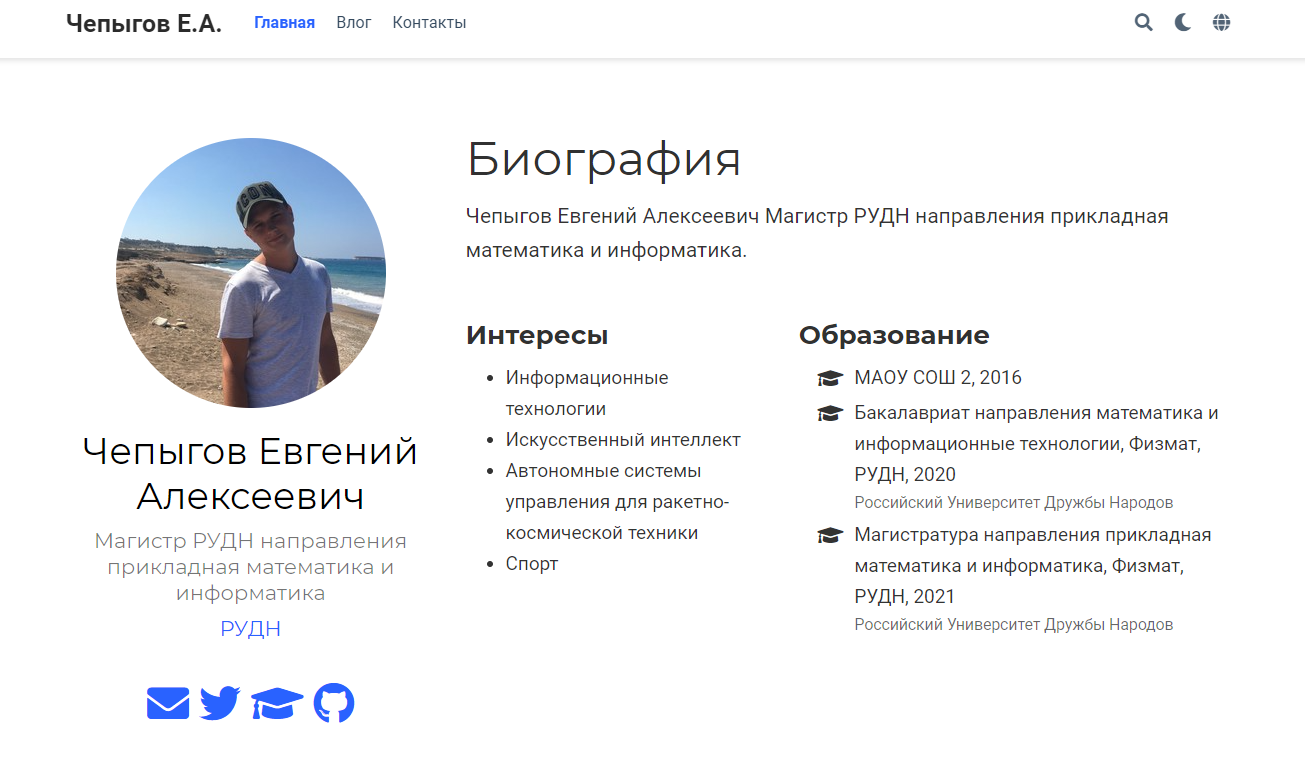 Чепыгов Е.А.
Главная
Влог
Контакты
ICON
Чепыгов Евгений
Алексеевич
Магистр РУДН направления
прикладная математика и
информатика
РУДН
Биография
Чепыгов Евгений Алексеевич Магистр РУДН направления прикладная
математика и информатика.
Интересы
Информационные
технологии
Искусственный интеллект
Автономные системы
управления для ракетно-
космической техники
Спорт
Образование
МАОУ СОШ 2, 2016
Бакалавриат направления математика и
информационные технологии, Физмат,
РУДН, 2020
Российский Университет Дружбы Народов
Магистратура направления прикладная
математика и информатика, Физмат,
РУДН, 2021
Российский Университет Дружбы Народов